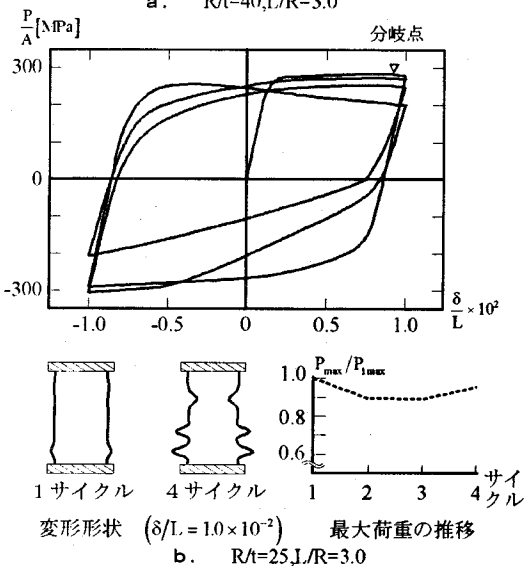 a. R/t=40,L/R=3.0
P/A [MPa]
分岐点
300
0
-300
-1.0 -0.5 0 0.5 1.0
δ/L ×10²
Pmax/P1max
1.0
0.8
0.6
1 2 3 4
サイクル
1サイクル 4サイクル
変形形状 (δ/L=1.0×10⁻²) 最大荷重の推移
b. R/t=25,L/R=3.0